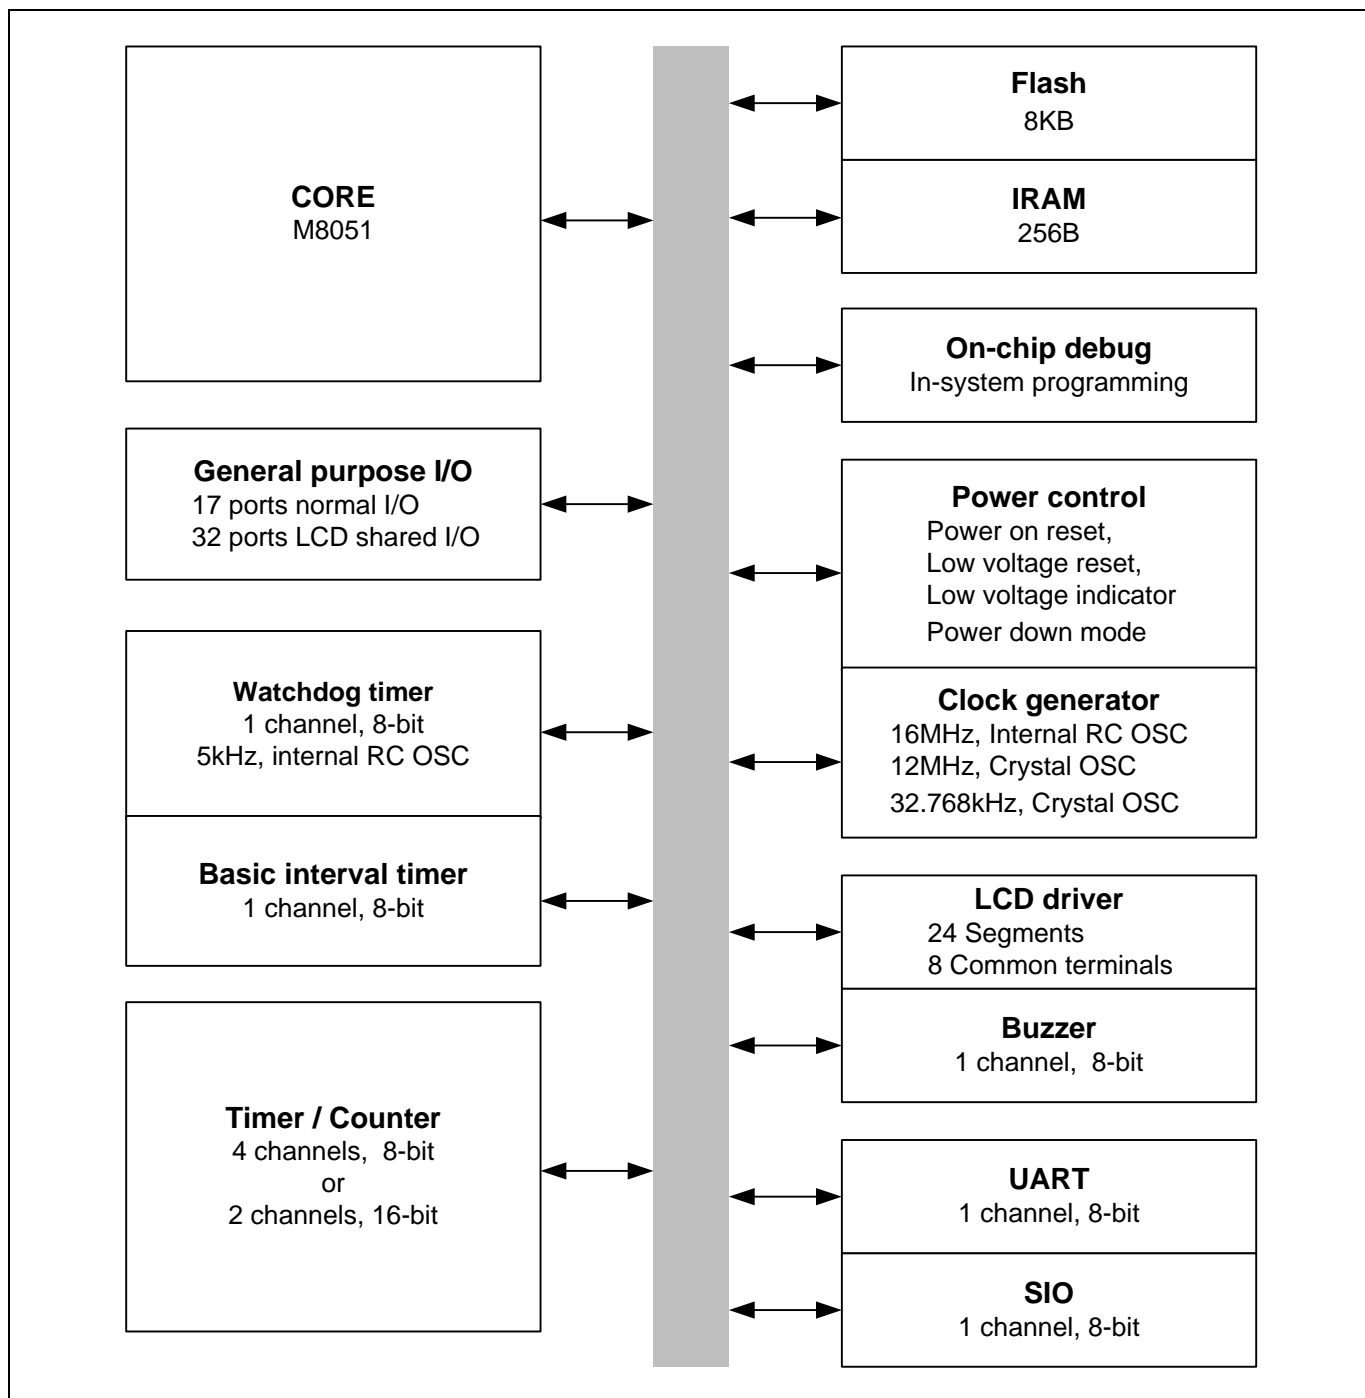 CORE
M8051
General purpose I/O
17 ports normal I/O
32 ports LCD shared I/O
Watchdog timer
1 channel, 8-bit
5kHz, internal RC OSC
Basic interval timer
1 channel, 8-bit
Timer / Counter
4 channels, 8-bit
or
2 channels, 16-bit
Flash
8KB
IRAM
256B
On-chip debug
In-system programming
Power control
Power on reset,
Low voltage reset,
Low voltage indicator
Power down mode
Clock generator
16MHz, Internal RC OSC
12MHz, Crystal OSC
32.768kHz, Crystal OSC
LCD driver
24 Segments
8 Common terminals
Buzzer
1 channel, 8-bit
UART
1 channel, 8-bit
SIO
1 channel, 8-bit